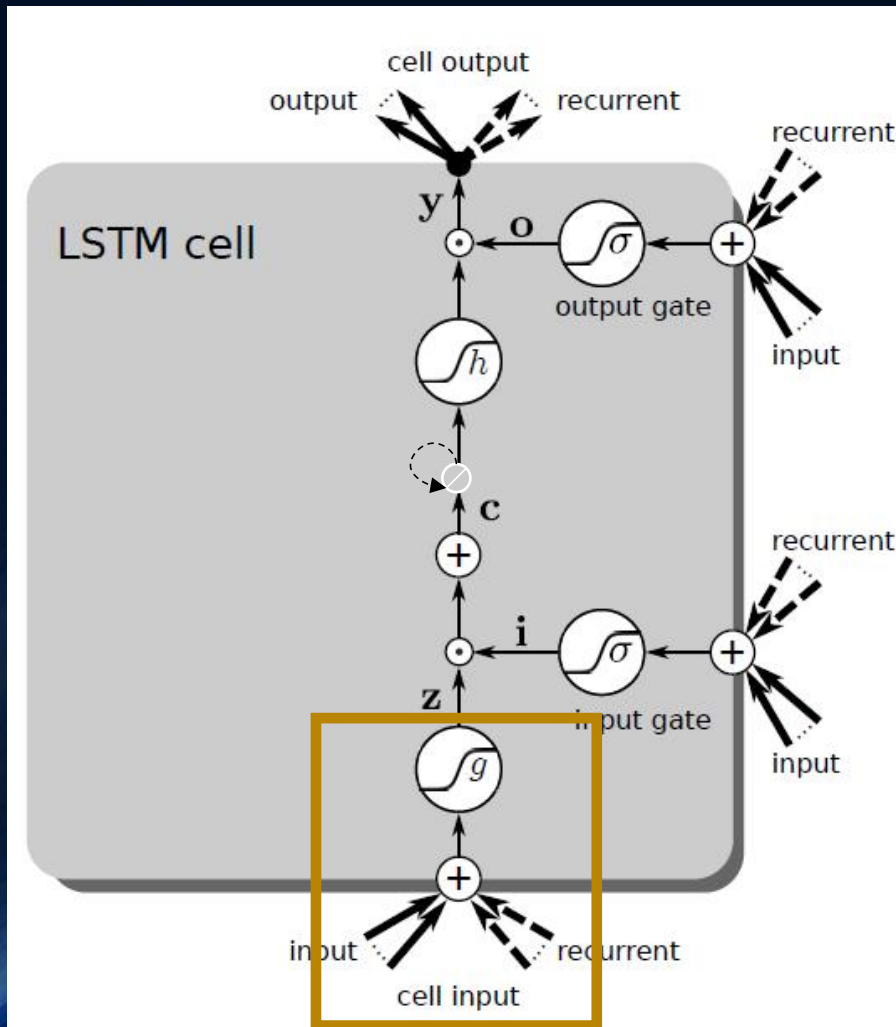 cell output
output
recurrent
recurrent
LSTM cell
y
o
σ
+
output gate
input
h
c
+
recurrent
i
σ
+
z
input gate
input
g
+
input
recurrent
cell input